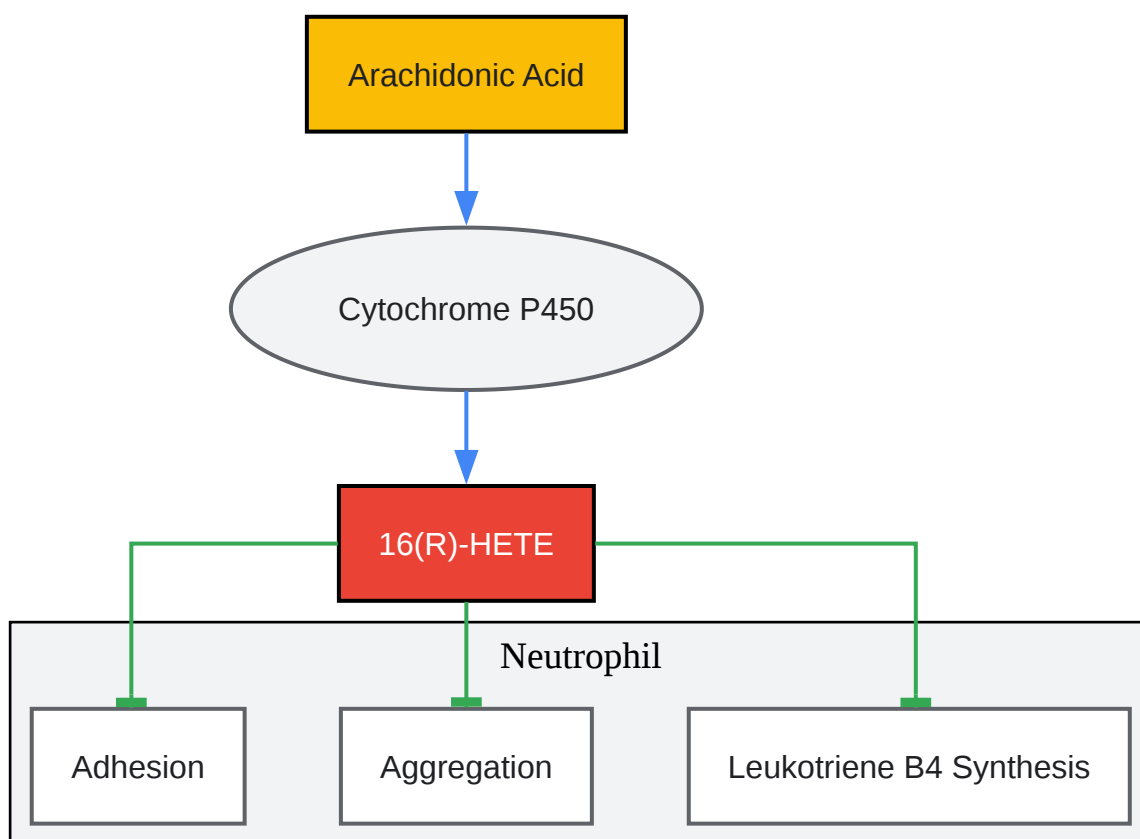 Arachidonic Acid
Cytochrome P450
16(R)-HETE
Neutrophil
Adhesion
Aggregation
Leukotriene B4 Synthesis